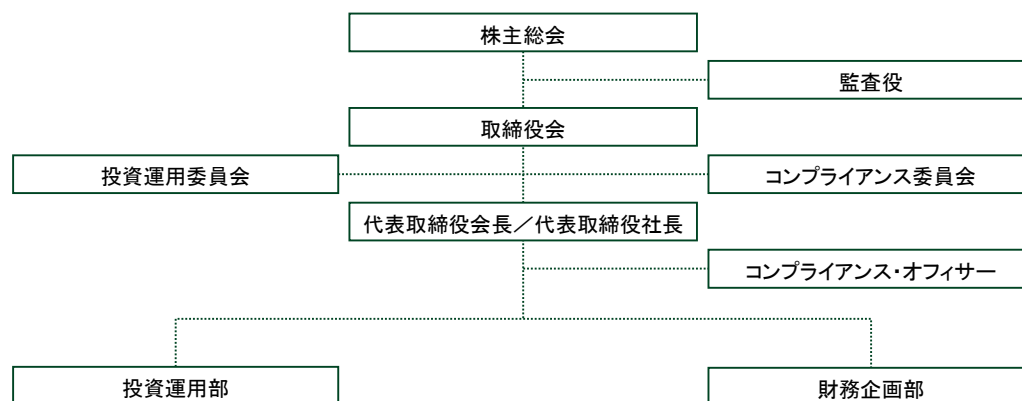 株主総会
監査役
取締役会
投資運用委員会
コンプライアンス委員会
代表取締役会長／代表取締役社長
コンプライアンス・オフィサー
投資運用部
財務企画部